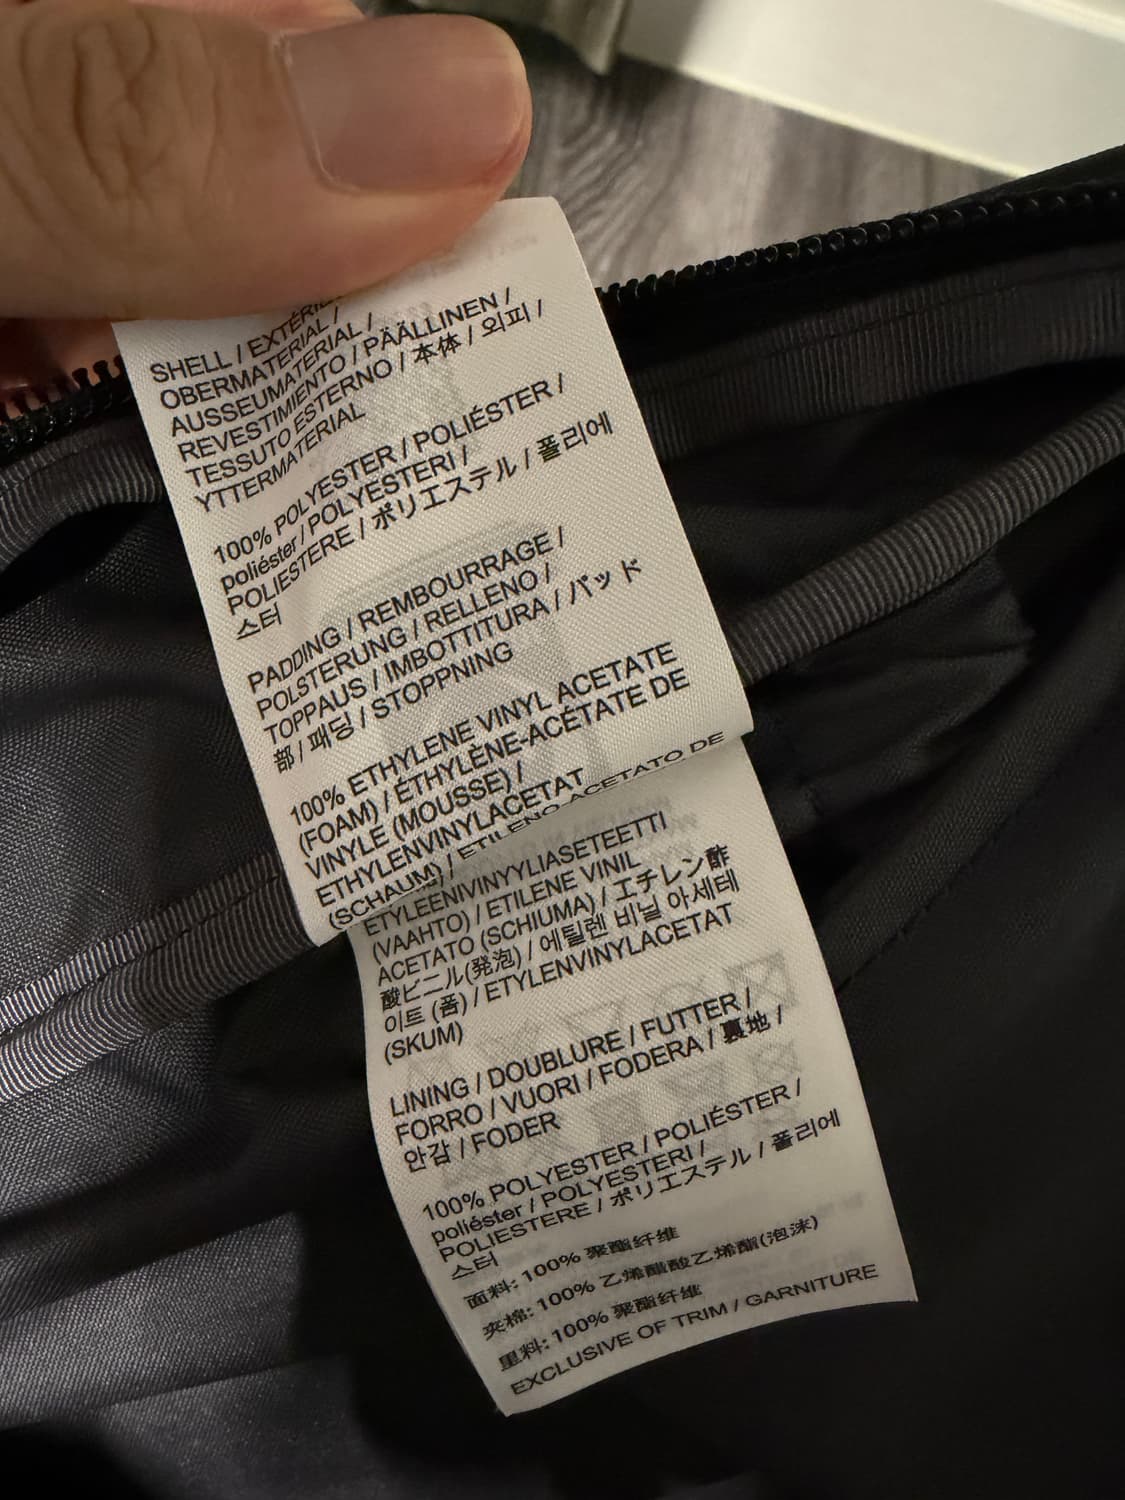 SHELL / EXTÉRIE
OBERMATERIAL /
AUSSEUMATERIAL /
REVESTIMIENTO / PÄÄLLINEN /
TESSUTO ESTERNO / 本体 / 외피 /
YTTERMATERIAL
100% POLYESTER / POLIÉSTER /
poliéster / POLYESTERI /
POLIESTERE / ポリエステル / 폴리에
스터
PADDING / REMBOURRAGE /
POLSTERUNG / RELLENO /
TOPPAUS / IMBOTTITURA / パッド
部 / 패딩 / STOPPNING
100% ETHYLENE VINYL ACETATE
(FOAM) / ÉTHYLÈNE-ACÉTATE DE
VINYLE (MOUSSE) /
ETHYLENVINYLACETAT
(SCHAUM) / ETILENO ACETATO DE
ETYLEENIVINYYLIASETEETTI
(VAAHTO) / ETILENE VINIL
ACETATO (SCHIUMA) / エチレン酢
酸ビニル(発泡) / 에틸렌 비닐 아세테
이트 (폼) / ETYLENVINYLACETAT
(SKUM)
LINING / DOUBLURE / FUTTER /
FORRO / VUORI / FODERA / 裏地 /
안감 / FODER
100% POLYESTER / POLIÉSTER /
poliéster / POLYESTERI /
POLIESTERE / ポリエステル / 폴리에
스터
面料: 100% 聚酯纤维
夹棉: 100% 乙烯醋酸乙烯酯(泡沫)
里料: 100% 聚酯纤维
EXCLUSIVE OF TRIM / GARNITURE